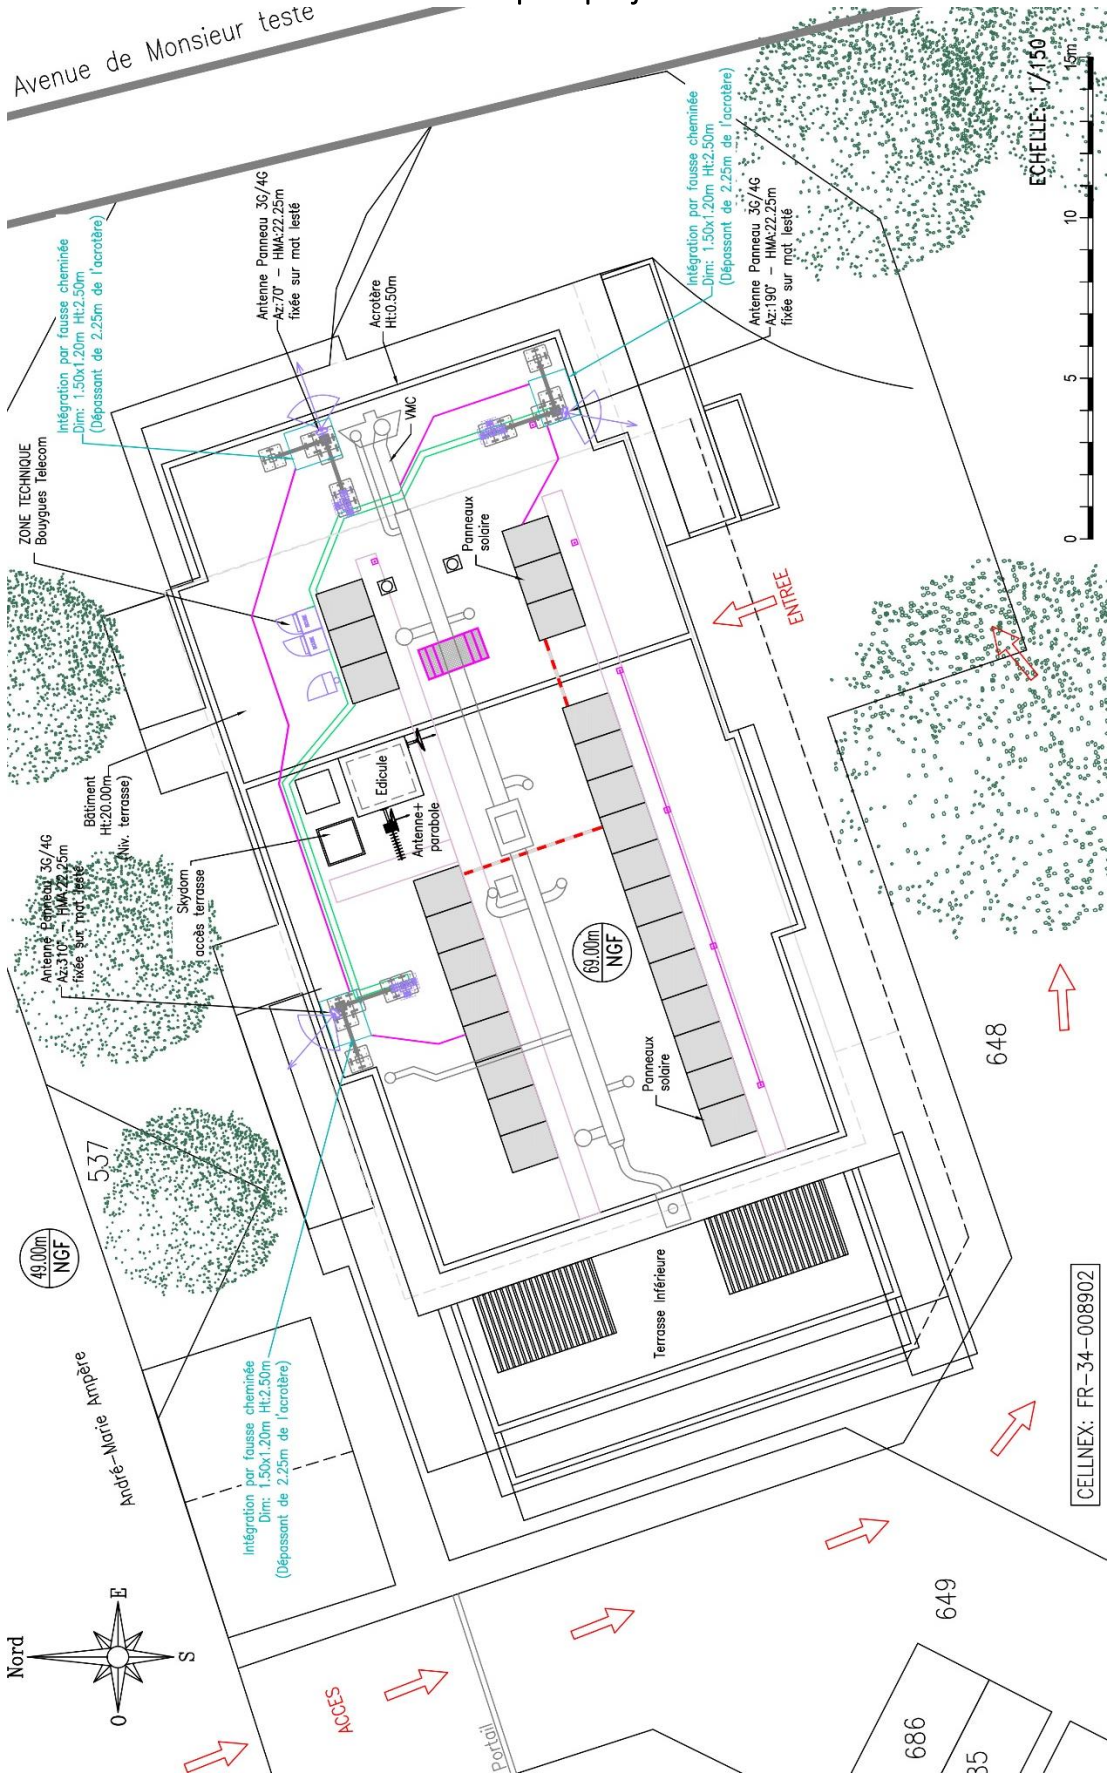 Avenue de Monsieur teste
ECHELLE: 1/150
0
5
10
15m
Intégration par fausse cheminée
Dim: 1.50x1.20m Ht:2.50m
(Dépassant de 2.25m de l'acrotère)
Antenne Panneau 3G/4G
Az:70° - HMA:22.25m
fixée sur mat lesté
Acrotère
Ht:0.50m
Intégration par fausse cheminée
Dim: 1.50x1.20m Ht:2.50m
(Dépassant de 2.25m de l'acrotère)
Antenne Panneau 3G/4G
Az:190° - HMA:22.25m
fixée sur mat lesté
ZONE TECHNIQUE
Bouygues Telecom
VMC
Panneaux
solaire
ENTREE
Bâtiment
Ht:20.00m
(Niv. terrasse)
Antenne Panneau 3G/4G
Az:310° - HMA:22.25m
fixée sur mat lesté
Skydom
accès terrasse
Edicule
Antenne+
parabole
69.00m
NGF
Panneaux
solaire
648
537
49.00m
NGF
Terrasse Inférieure
André-Marie Ampère
Intégration par fausse cheminée
Dim: 1.50x1.20m Ht:2.50m
(Dépassant de 2.25m de l'acrotère)
CELLNEX: FR-34-008902
Nord
E
S
O
ACCES
Portail
649
686